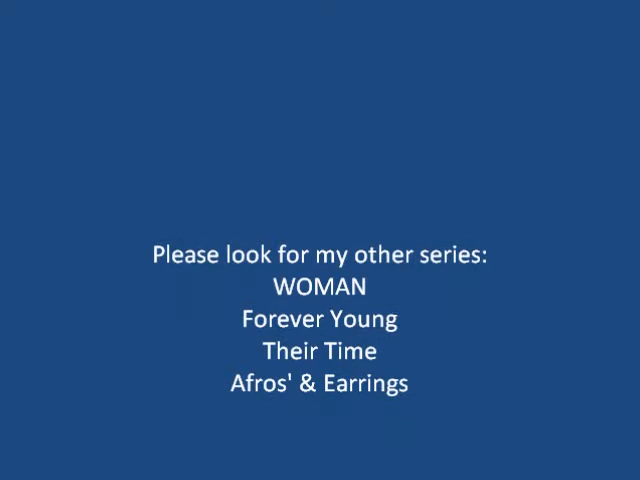 Please look for my other series:
WOMAN
Forever Young
Their Time
Afros' & Earrings